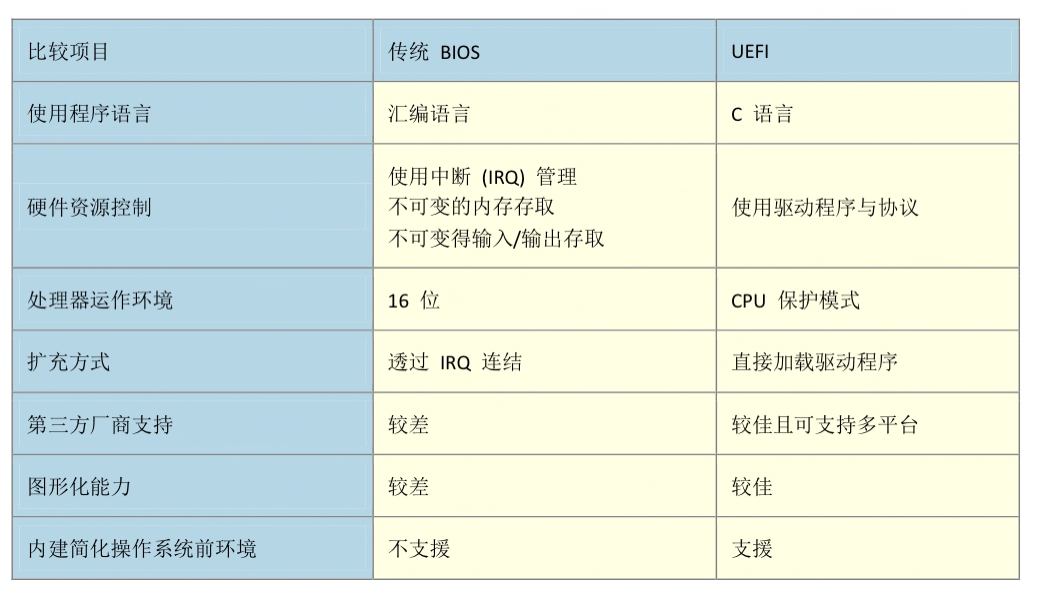 比较项目 传统 BIOS UEFI
使用程序语言 汇编语言 C 语言
使用中断 (IRQ) 管理
不可变的内存存取
硬件资源控制 使用驱动程序与协议
不可变得输入/输出存取
处理器运作环境 16 位 CPU 保护模式
扩充方式 透过 IRQ 连结 直接加载驱动程序
第三方厂商支持 较差 较佳且可支持多平台
图形化能力 较差 较佳
内建简化操作系统前环境 不支援 支援